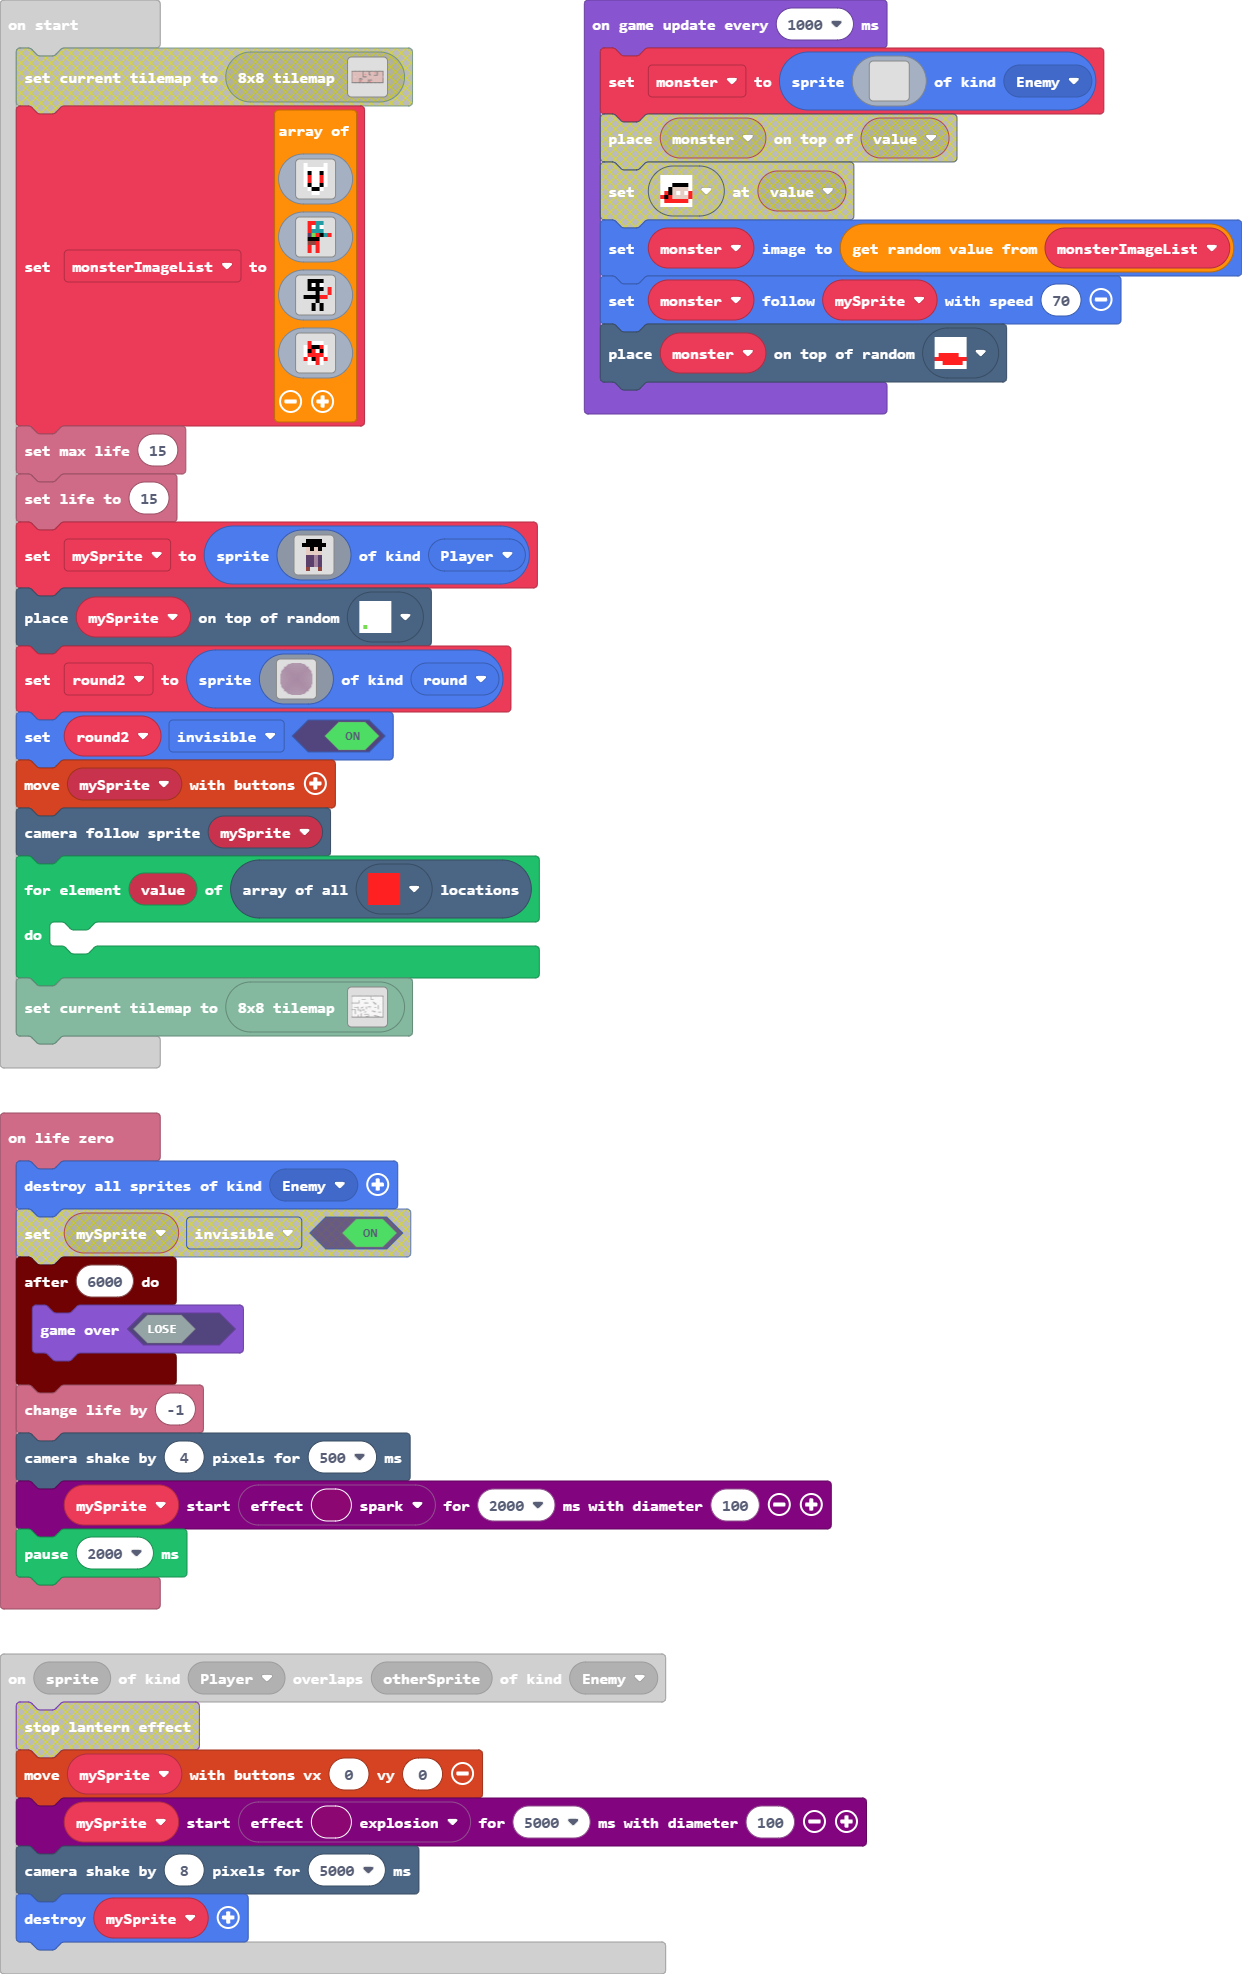 on start
set current tilemap to 8x8 tilemap
set monsterImageList to array of
set max life 15
set life to 15
set mySprite to sprite of kind Player
place mySprite on top of random
set round2 to sprite of kind round
set round2 invisible ON
move mySprite with buttons
camera follow sprite mySprite
for element value of array of all locations
do
set current tilemap to 8x8 tilemap
on game update every 1000 ms
set monster to sprite of kind Enemy
place monster on top of value
set at value
set monster image to get random value from monsterImageList
set monster follow mySprite with speed 70
place monster on top of random
on life zero
destroy all sprites of kind Enemy
set mySprite invisible ON
after 6000 do
game over LOSE
change life by -1
camera shake by 4 pixels for 500 ms
mySprite start effect spark for 2000 ms with diameter 100
pause 2000 ms
on sprite of kind Player overlaps otherSprite of kind Enemy
stop lantern effect
move mySprite with buttons vx 0 vy 0
mySprite start effect explosion for 5000 ms with diameter 100
camera shake by 8 pixels for 5000 ms
destroy mySprite